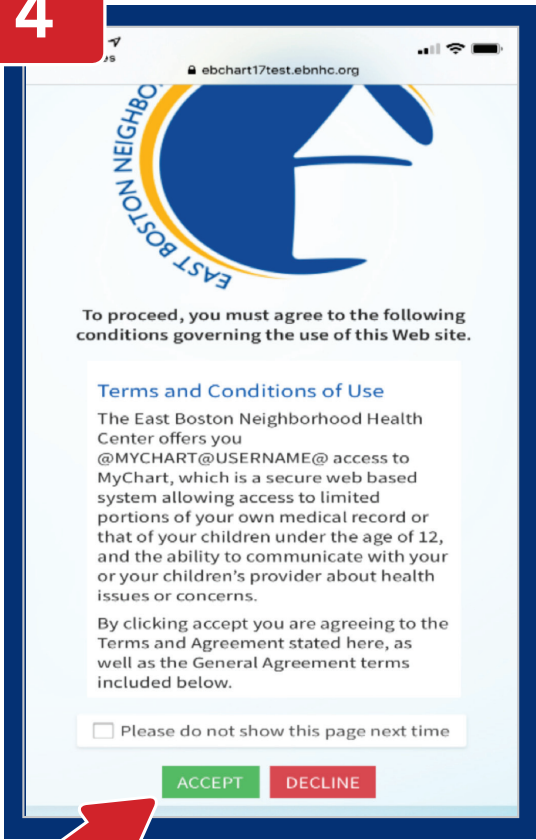 4
ebchart17test.ebnhc.org
EAST BOSTON NEIGHBO
To proceed, you must agree to the following
conditions governing the use of this Web site.
Terms and Conditions of Use
The East Boston Neighborhood Health
Center offers you
@MYCHART@USERNAME@ access to
MyChart, which is a secure web based
system allowing access to limited
portions of your own medical record or
that of your children under the age of 12,
and the ability to communicate with your
or your children's provider about health
issues or concerns.
By clicking accept you are agreeing to the
Terms and Agreement stated here, as
well as the General Agreement terms
included below.
Please do not show this page next time
ACCEPT
DECLINE